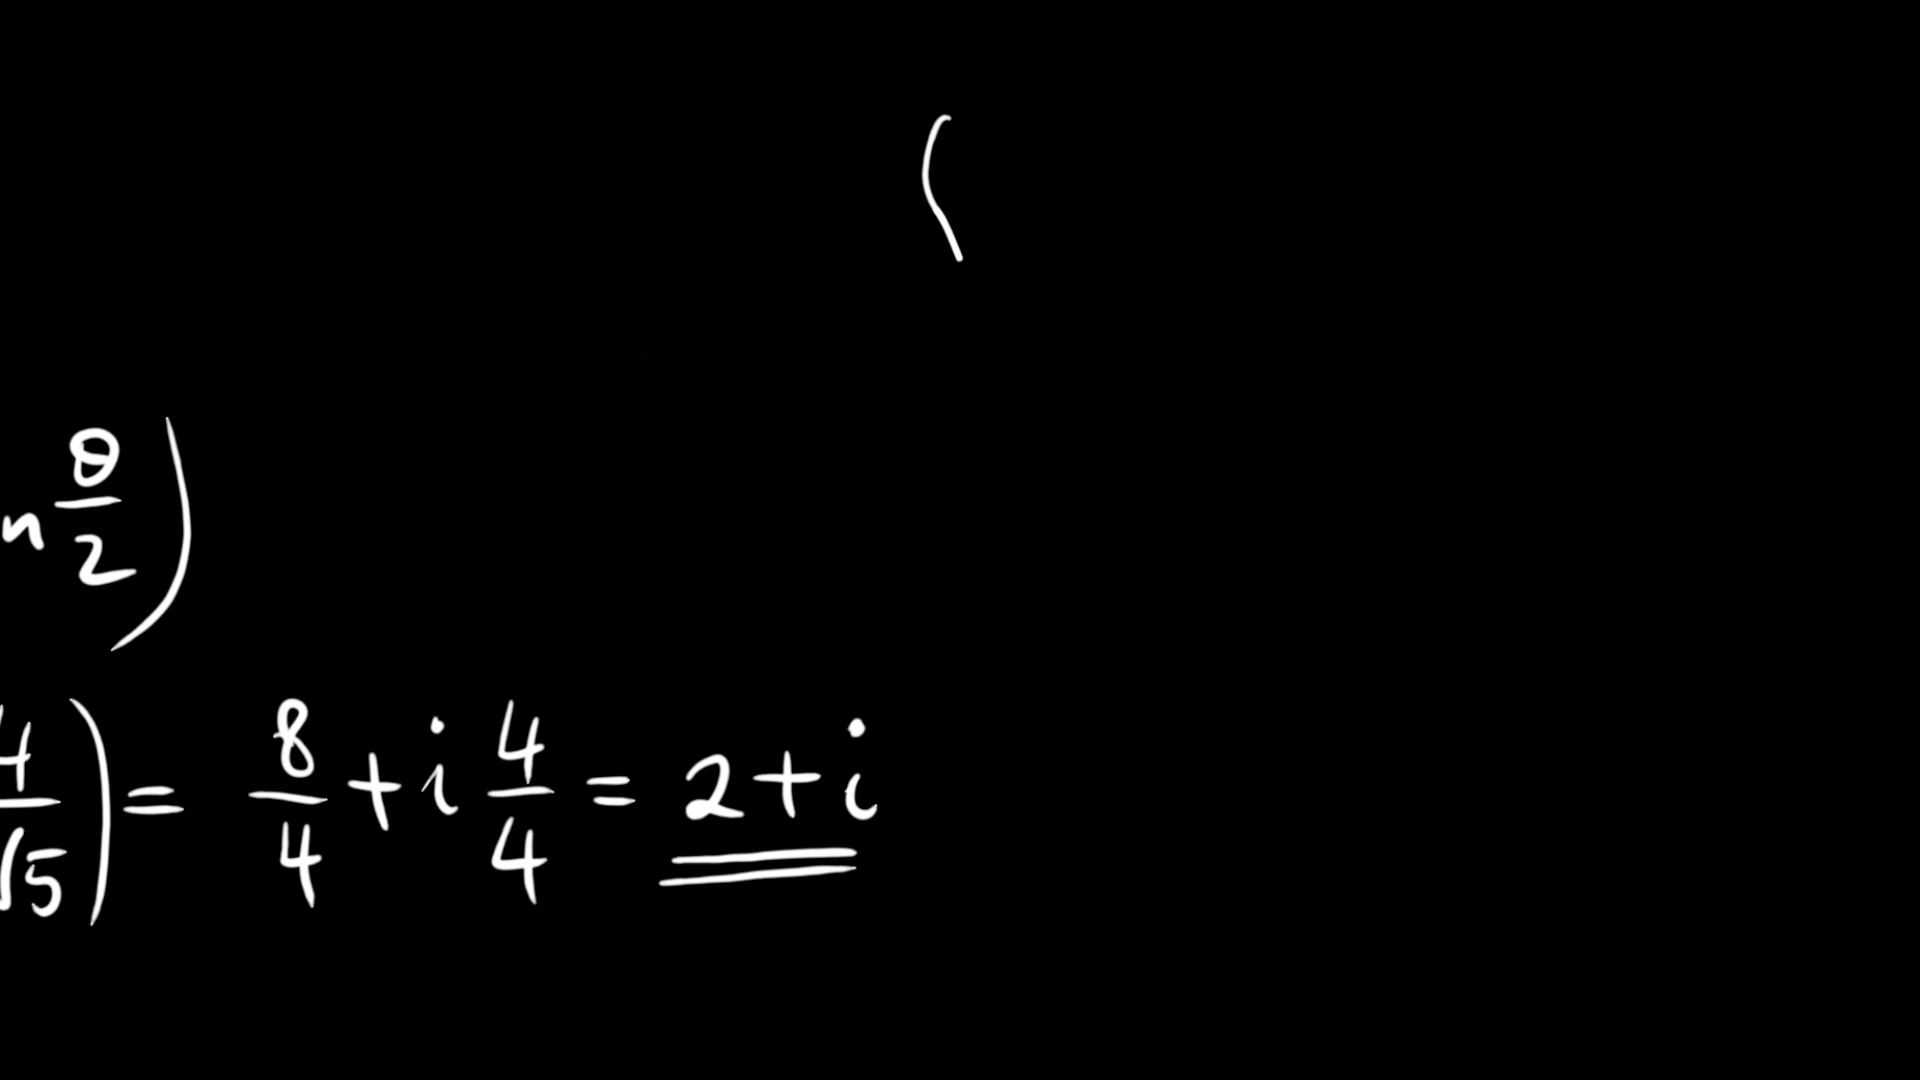 (
n θ/2 )
4/√5 ) = 8/4 + i 4/4 = 2 + i